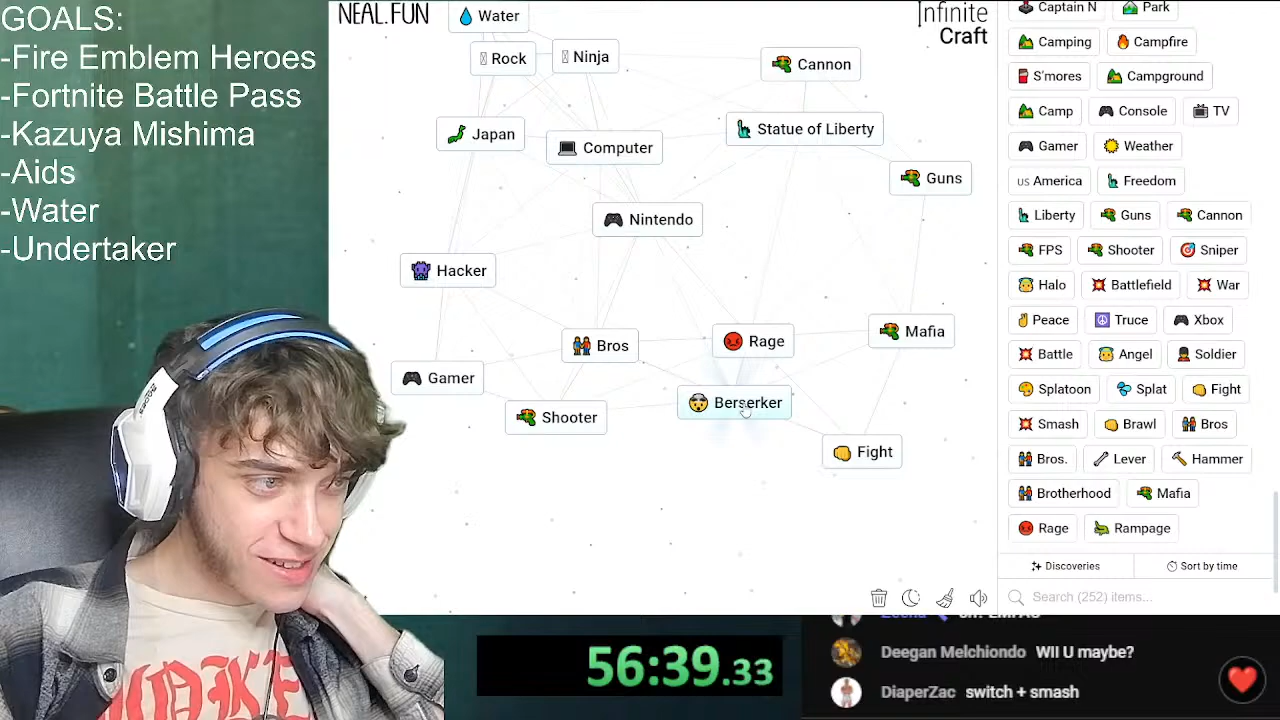 GOALS:
-Fire Emblem Heroes
-Fortnite Battle Pass
-Kazuya Mishima
-Aids
-Water
-Undertaker
NEAL.FUN
Infinite
Craft
Water
Rock
Ninja
Cannon
Japan
Computer
Statue of Liberty
Guns
Nintendo
Hacker
Bros
Rage
Mafia
Gamer
Shooter
Berserker
Fight
Captain N
Park
Camping
Campfire
S'mores
Campground
Camp
Console
TV
Gamer
Weather
US America
Freedom
Liberty
Guns
Cannon
FPS
Shooter
Sniper
Halo
Battlefield
War
Peace
Truce
Xbox
Battle
Angel
Soldier
Splatoon
Splat
Fight
Smash
Brawl
Bros
Bros.
Lever
Hammer
Brotherhood
Mafia
Rage
Rampage
Discoveries
Sort by time
Search (252) items...
56:39.33
Deegan Melchiondo WII U maybe?
DiaperZac switch + smash